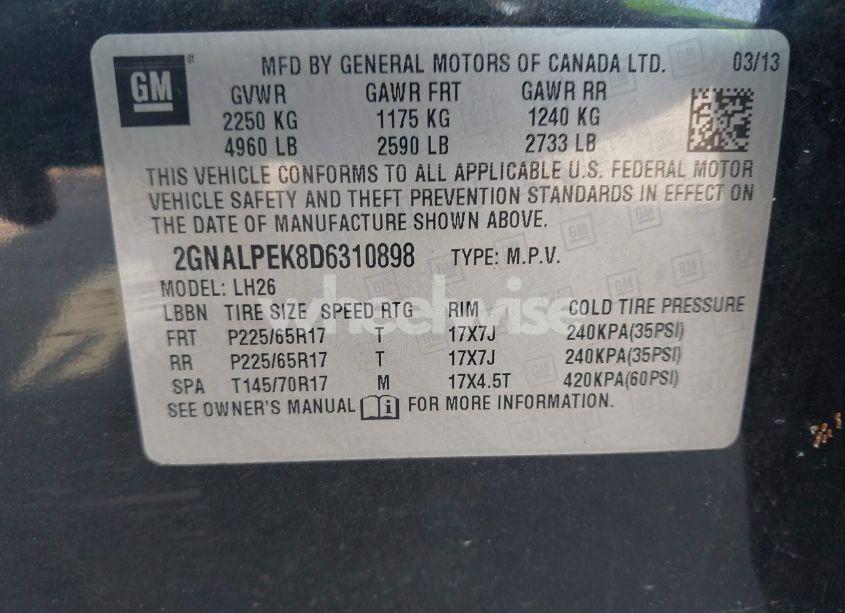 GM
MFD BY GENERAL MOTORS OF CANADA LTD. 03/13
GVWR GAWR FRT GAWR RR
2250 KG 1175 KG 1240 KG
4960 LB 2590 LB 2733 LB
THIS VEHICLE CONFORMS TO ALL APPLICABLE U.S. FEDERAL MOTOR
VEHICLE SAFETY AND THEFT PREVENTION STANDARDS IN EFFECT ON
THE DATE OF MANUFACTURE SHOWN ABOVE.
2GNALPEK8D6310898 TYPE: M.P.V.
MODEL: LH26
wheelwise
LBBN TIRE SIZE SPEED RTG RIM COLD TIRE PRESSURE
FRT P225/65R17 T 17X7J 240KPA(35PSI)
RR P225/65R17 T 17X7J 240KPA(35PSI)
SPA T145/70R17 M 17X4.5T 420KPA(60PSI)
SEE OWNER'S MANUAL i FOR MORE INFORMATION.